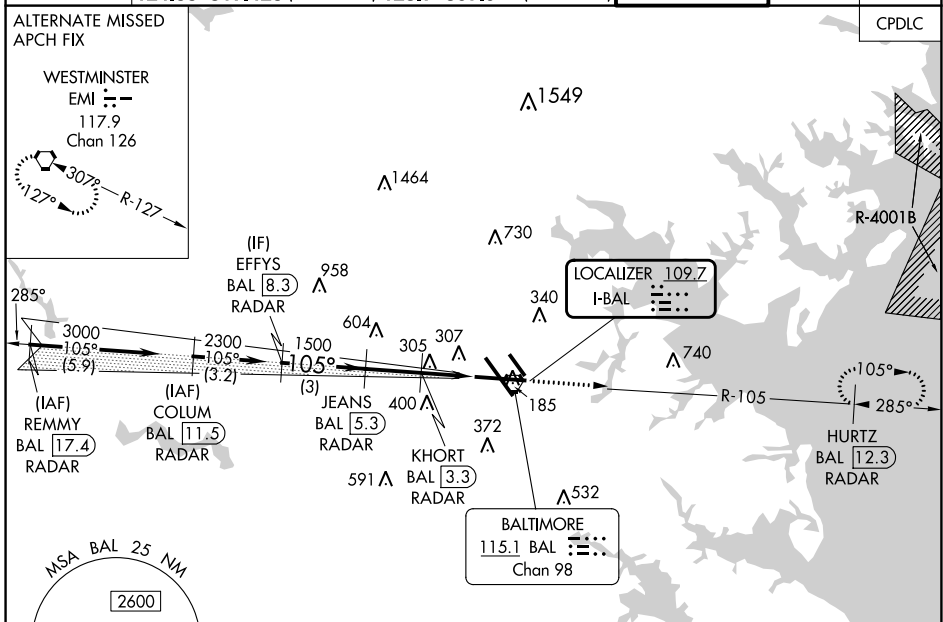 ALTERNATE MISSED
APCH FIX
WESTMINSTER
EMI
117.9
Chan 126
307°
127°
R-127
CPDLC
1549
1464
730
R-4001B
(IF)
EFFYS
BAL 8.3
RADAR
958
LOCALIZER 109.7
I-BAL
340
285°
3000
105°
(5.9)
2300
105°
(3.2)
1500
105°
(3)
604
305
307
740
(IAF)
REMMY
BAL 17.4
RADAR
(IAF)
COLUM
BAL 11.5
RADAR
JEANS
BAL 5.3
RADAR
400
KHORT
BAL 3.3
RADAR
185
372
591
532
R-105
105°
285°
HURTZ
BAL 12.3
RADAR
BALTIMORE
115.1 BAL
Chan 98
MSA BAL 25 NM
2600